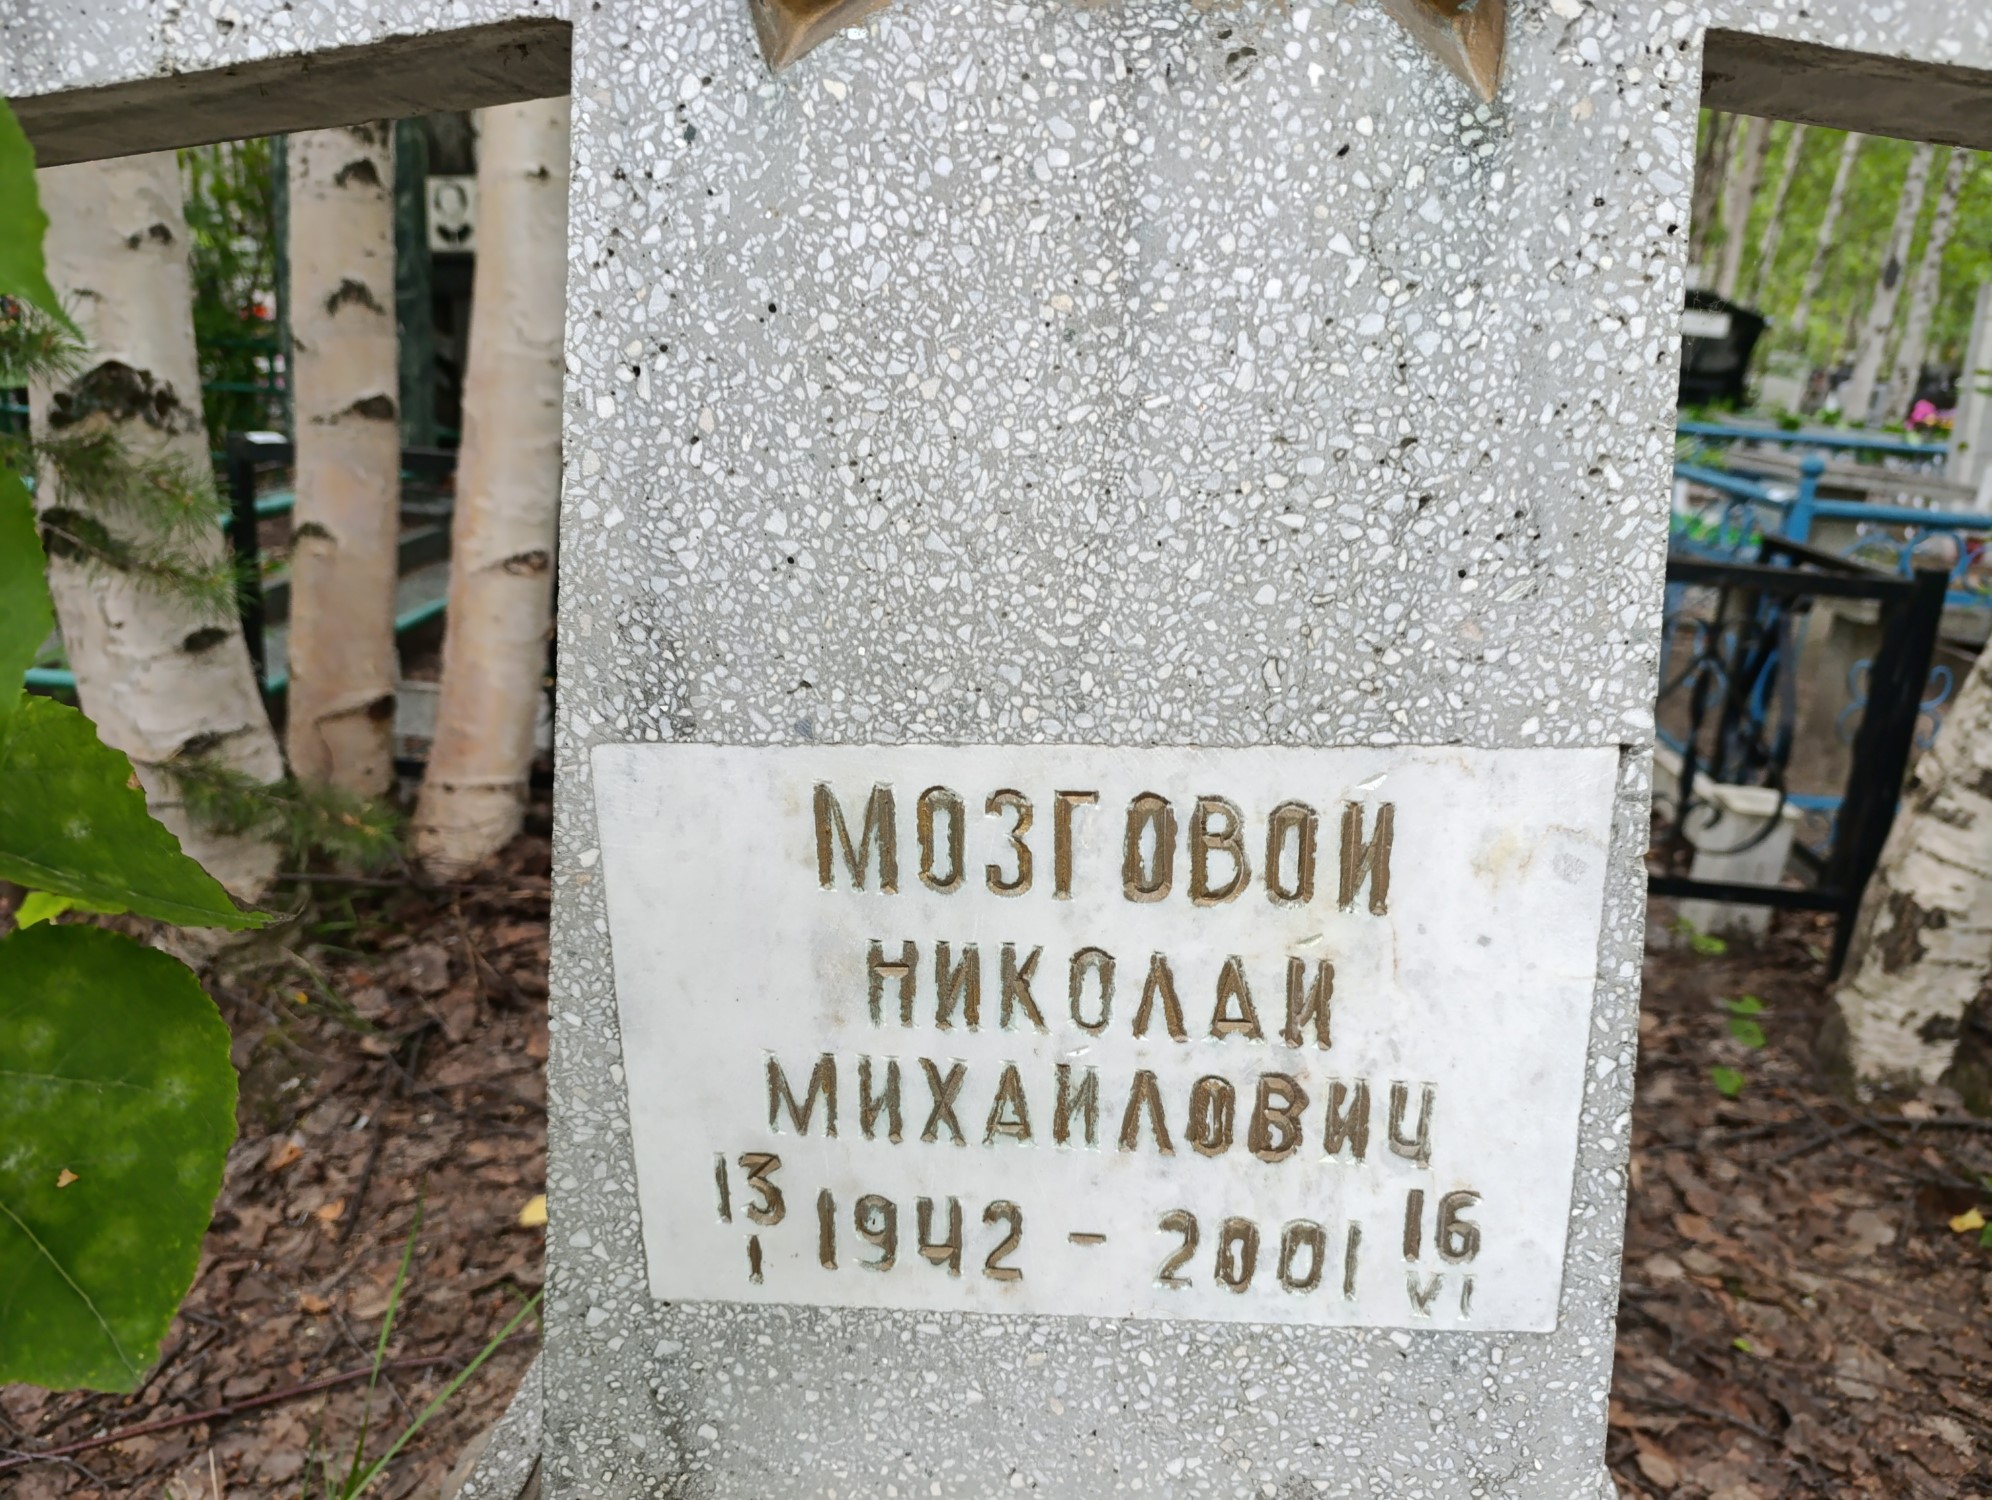 МОЗГОВОЙ
НИКОЛАЙ
МИХАЙЛОВИЧ
13 I 1942 - 2001 16 VI